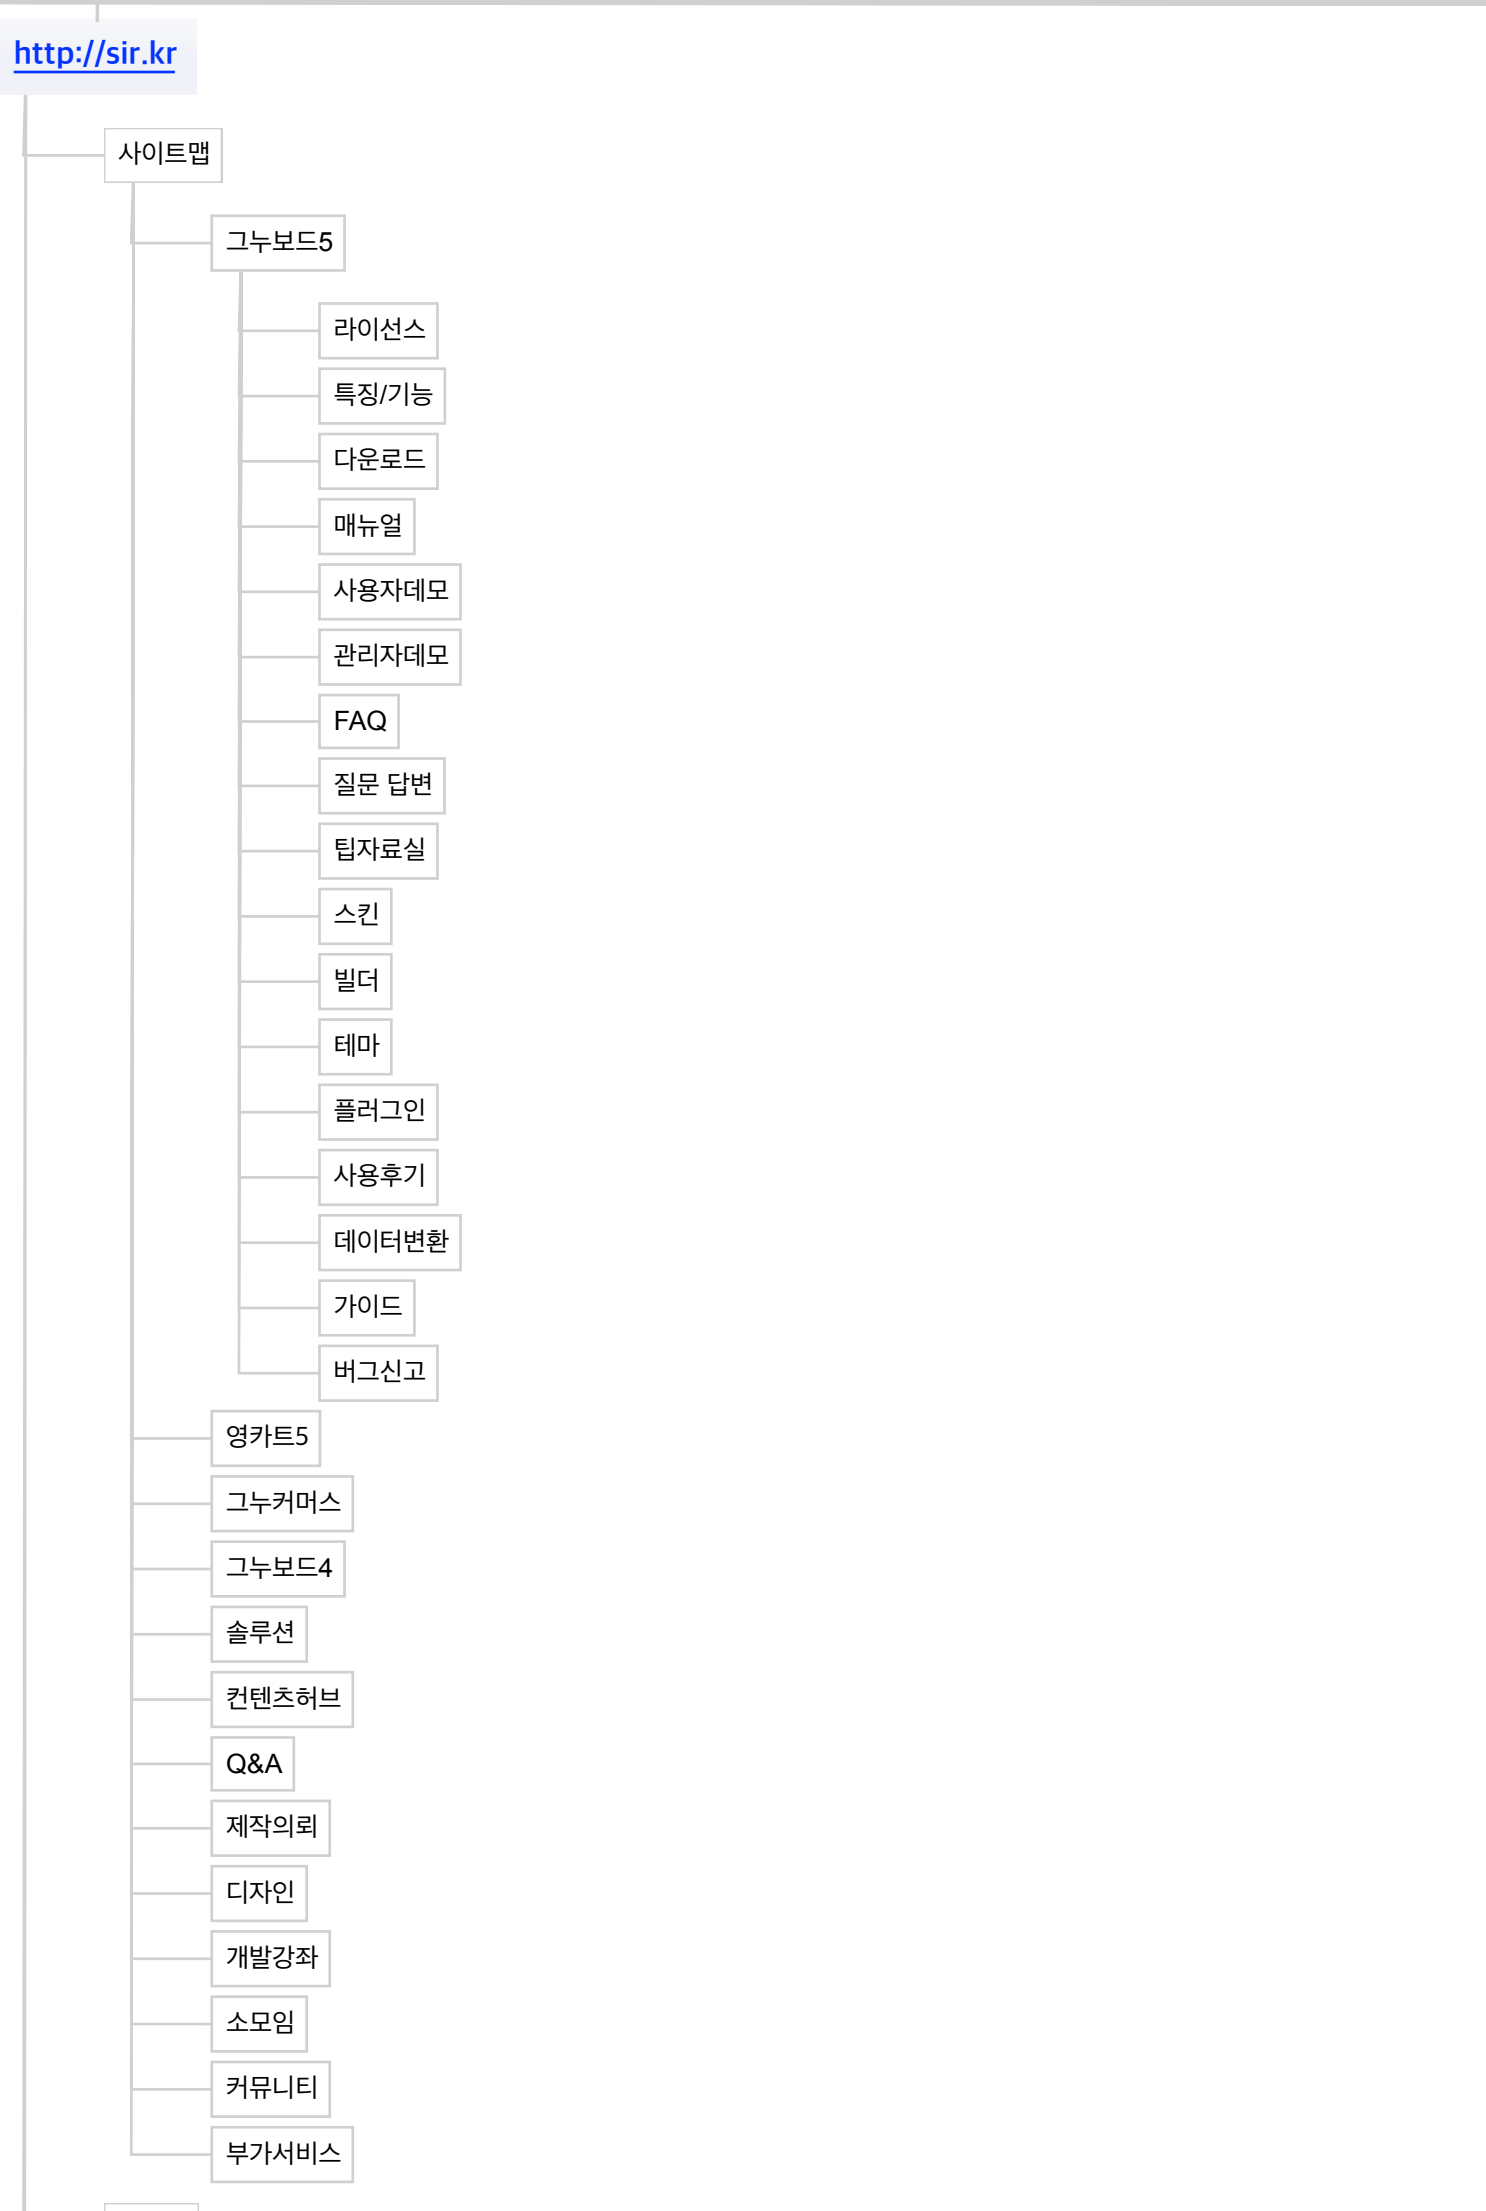 http://sir.kr
사이트맵
그누보드5
라이선스
특징/기능
다운로드
매뉴얼
사용자데모
관리자데모
FAQ
질문 답변
팁자료실
스킨
빌더
테마
플러그인
사용후기
데이터변환
가이드
버그신고
영카트5
그누커머스
그누보드4
솔루션
컨텐츠허브
Q&A
제작의뢰
디자인
개발강좌
소모임
커뮤니티
부가서비스